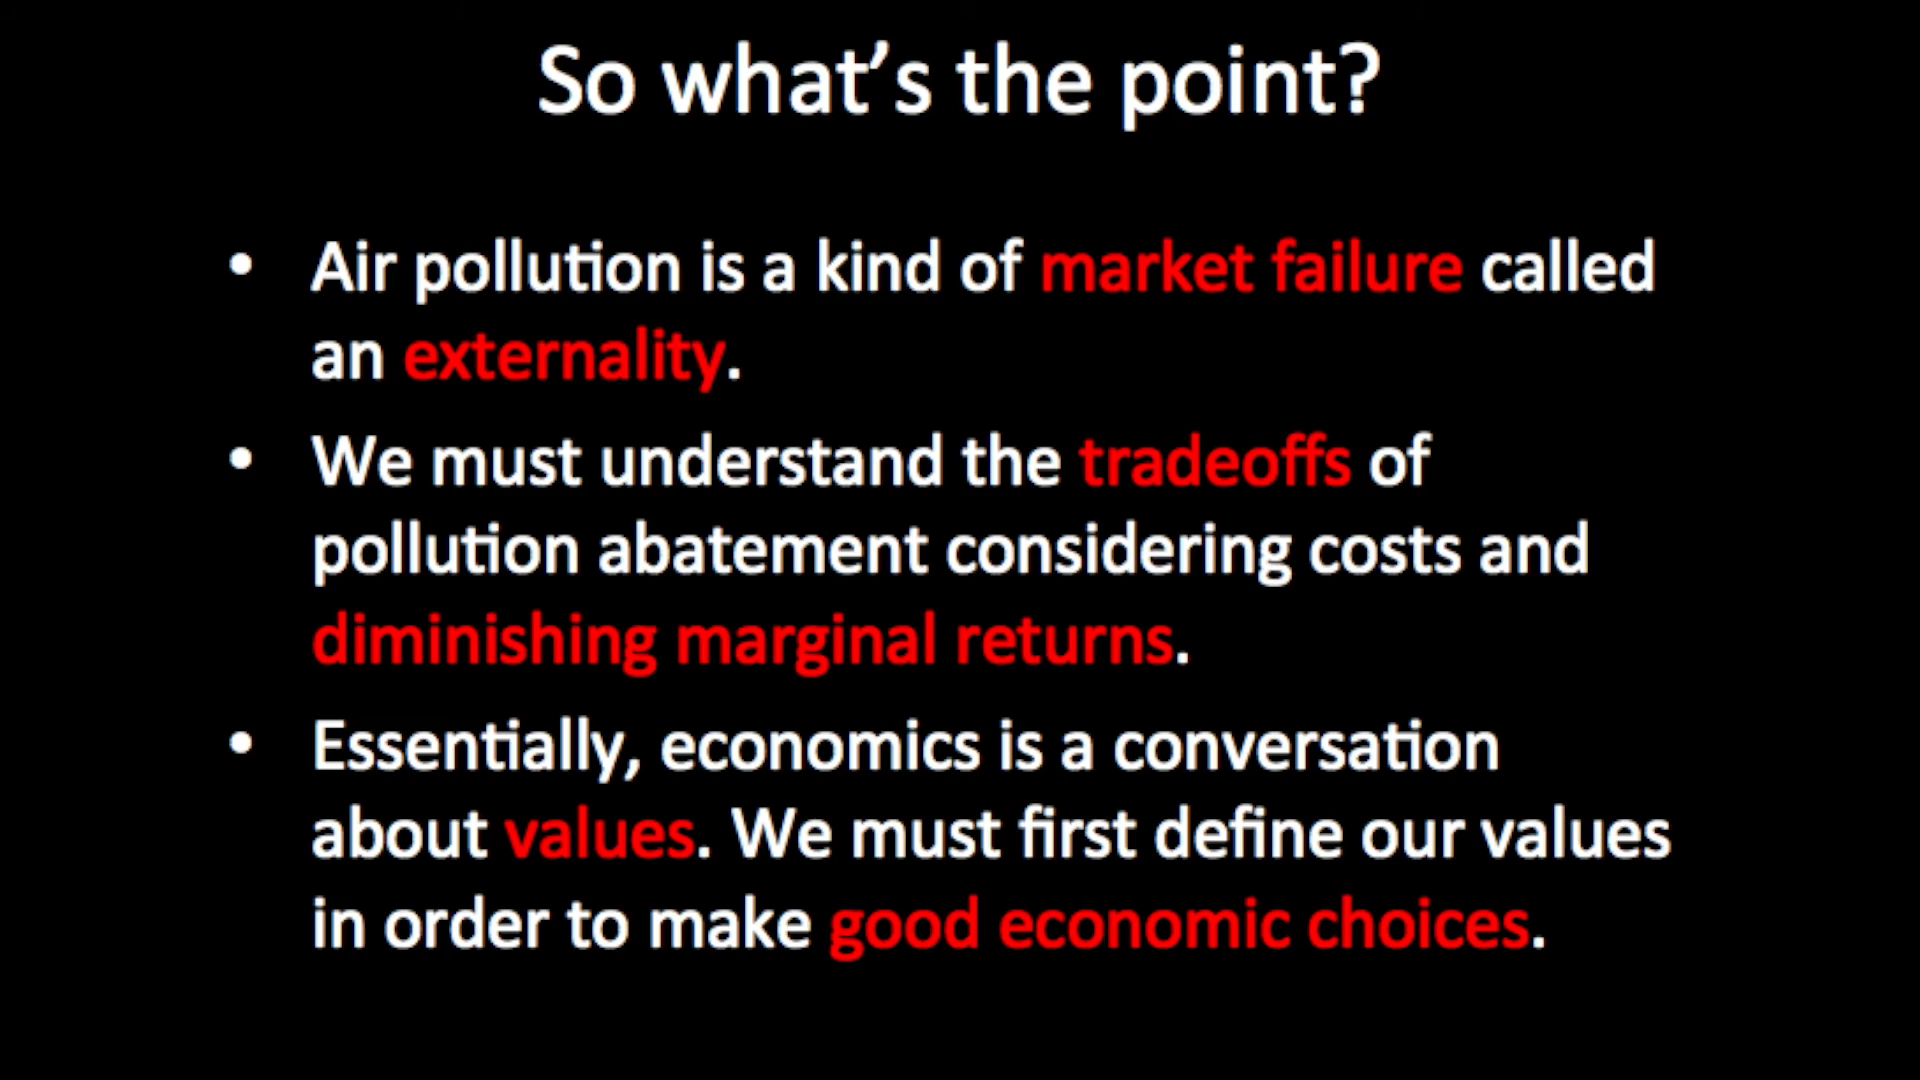 So what’s the point?
• Air pollution is a kind of market failure called
an externality.
• We must understand the tradeoffs of
pollution abatement considering costs and
diminishing marginal returns.
• Essentially, economics is a conversation
about values. We must first define our values
in order to make good economic choices.